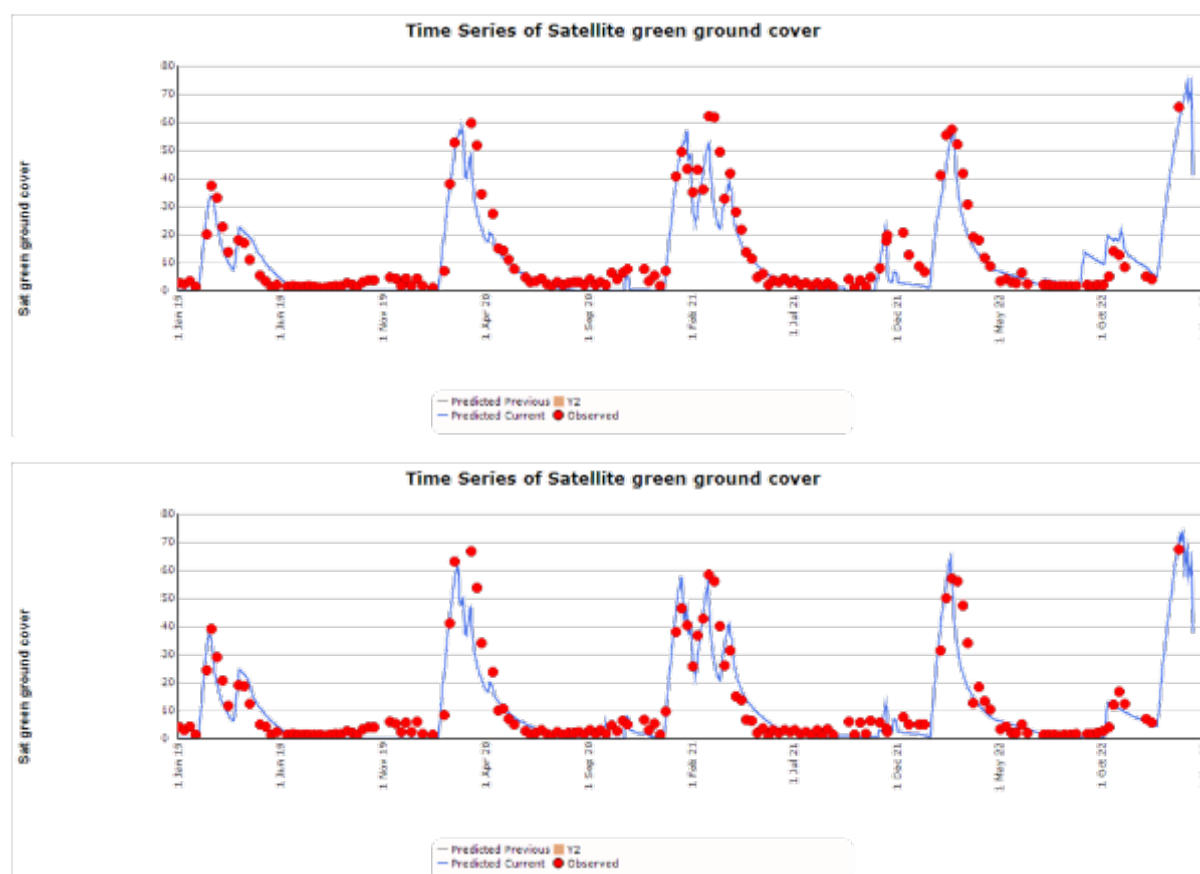 Time Series of Satellite green ground cover
80
70
60
50
40
30
20
10
0
Sat green ground cover
1 Jan 19
1 Jun 19
1 Nov 19
1 Apr 20
1 Sep 20
1 Feb 21
1 Jul 21
1 Dec 21
1 May 22
1 Oct 22
Predicted Previous Y2
Predicted Current Observed
Time Series of Satellite green ground cover
80
70
60
50
40
30
20
10
0
Sat green ground cover
1 Jan 19
1 Jun 19
1 Nov 19
1 Apr 20
1 Sep 20
1 Feb 21
1 Jul 21
1 Dec 21
1 May 22
1 Oct 22
Predicted Previous Y2
Predicted Current Observed